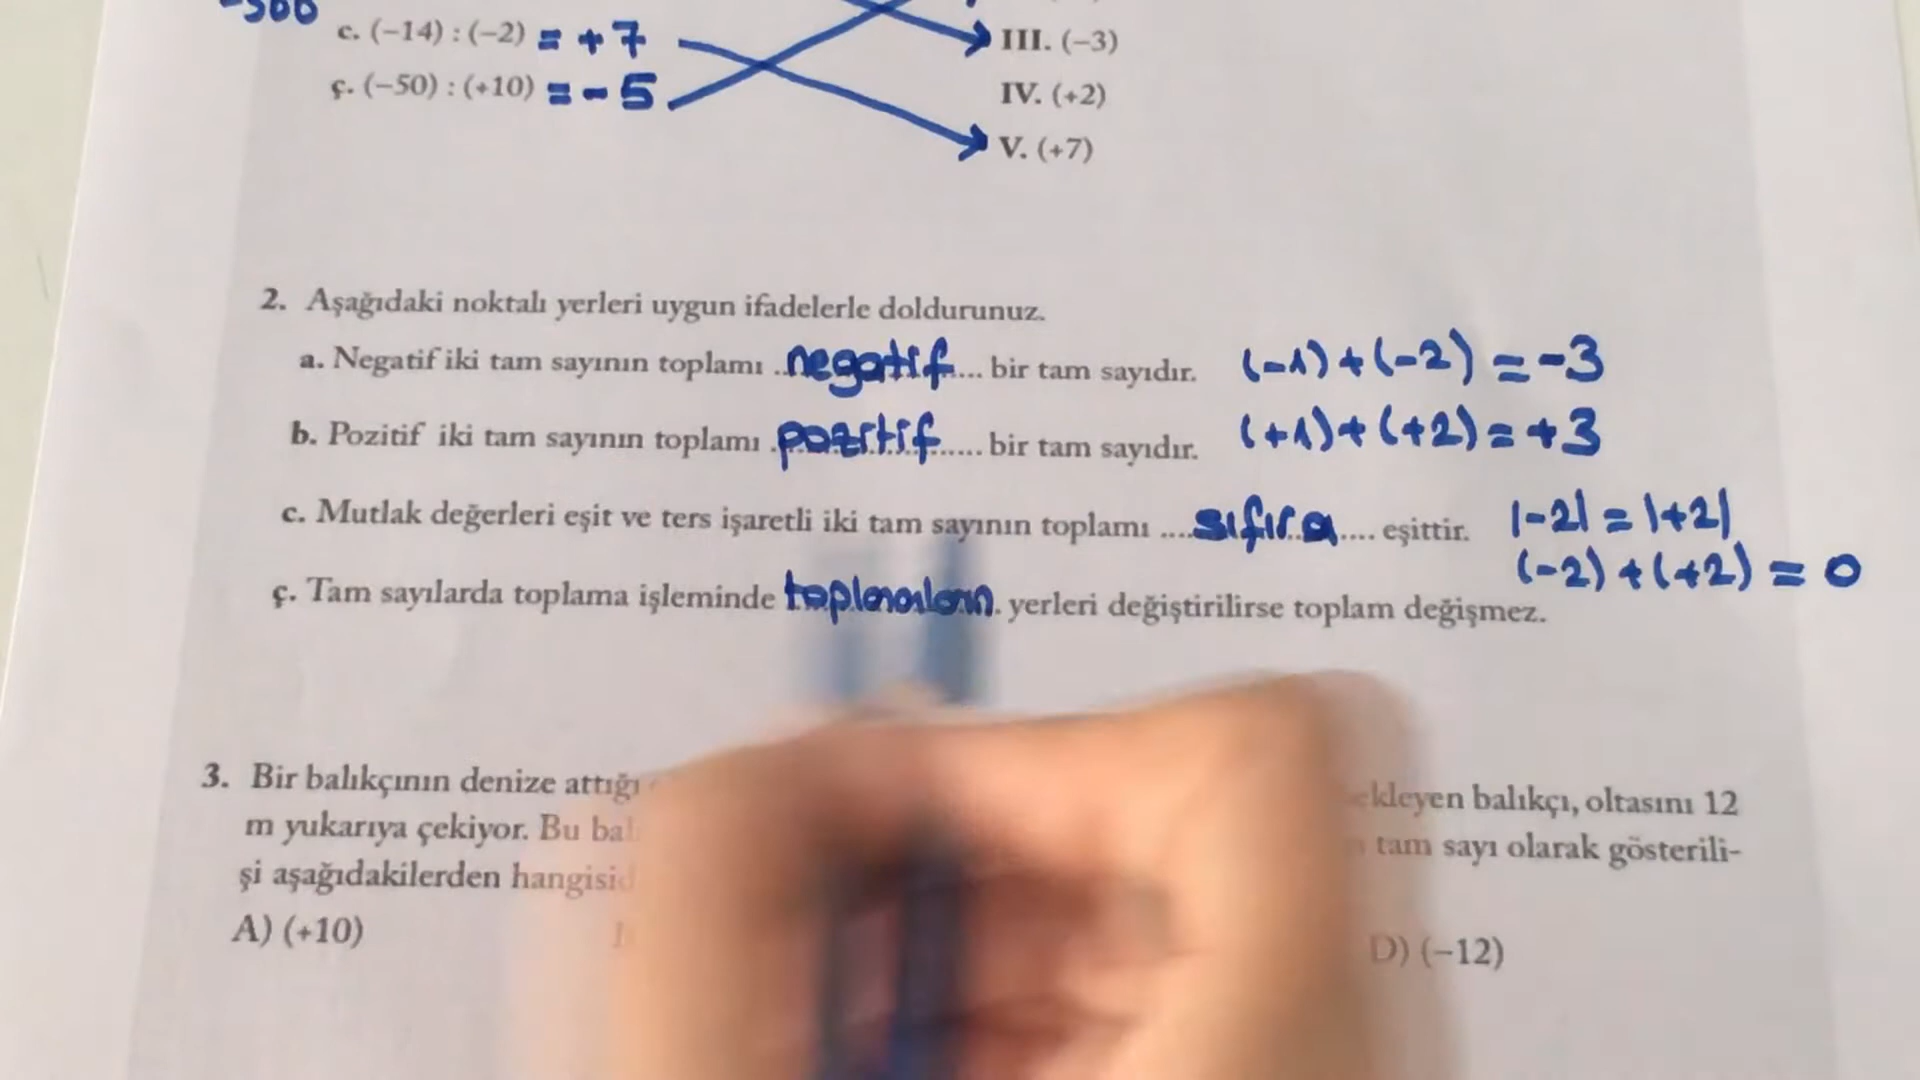 -500
c. (−14) : (−2) = +7
III. (−3)
ç. (−50) : (+10) = -5
IV. (+2)
V. (+7)
2. Aşağıdaki noktalı yerleri uygun ifadelerle doldurunuz.
a. Negatif iki tam sayının toplamı ..negatif.... bir tam sayıdır. (-1)+(-2) = -3
b. Pozitif iki tam sayının toplamı .pozitif...... bir tam sayıdır. (+1)+(+2) = +3
c. Mutlak değerleri eşit ve ters işaretli iki tam sayının toplamı ....sıfıra.... eşittir. |-2| = |+2|
(-2)+(+2) = 0
ç. Tam sayılarda toplama işleminde toplananların. yerleri değiştirilirse toplam değişmez.
3. Bir balıkçının denize attığı balıkçı, oltasını 12
m yukarıya çekiyor. Bu tam sayı olarak gösterili-
şi aşağıdakilerden
A) (+10)
D) (−12)